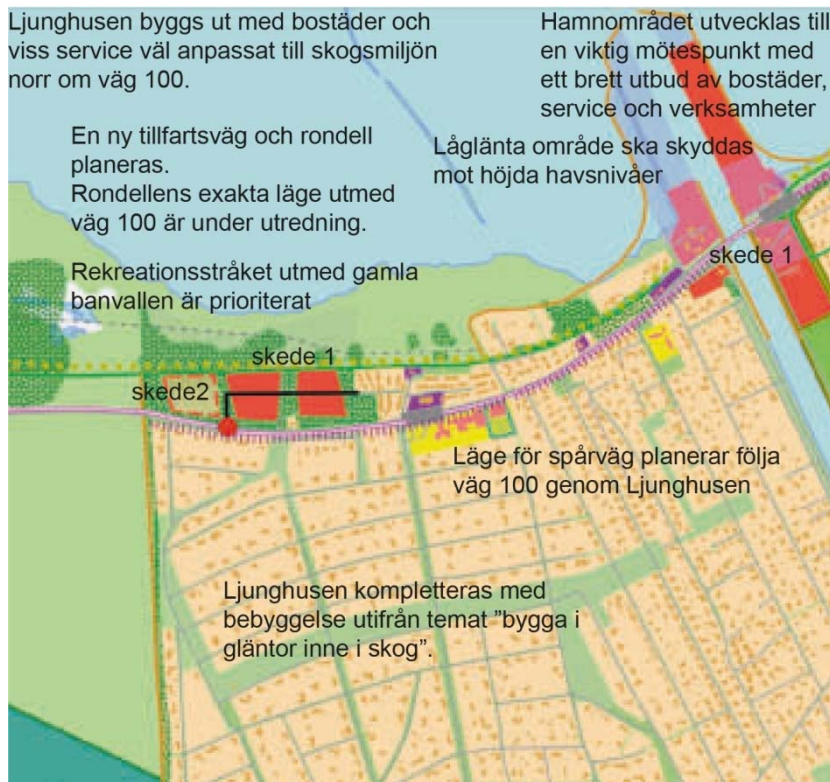 Ljunghusen byggs ut med bostäder och
viss service väl anpassat till skogsmiljön
norr om väg 100.
Hamnområdet utvecklas till
en viktig mötespunkt med
ett brett utbud av bostäder,
service och verksamheter
En ny tillfartsväg och rondell
planeras.
Rondellens exakta läge utmed
väg 100 är under utredning.
Låglänta område ska skyddas
mot höjda havsnivåer
Rekreationsstråket utmed gamla
banvallen är prioriterat
skede 1
skede 1
skede2
Läge för spårväg planerar följa
väg 100 genom Ljunghusen
Ljunghusen kompletteras med
bebyggelse utifrån temat ”bygga i
gläntor inne i skog”.